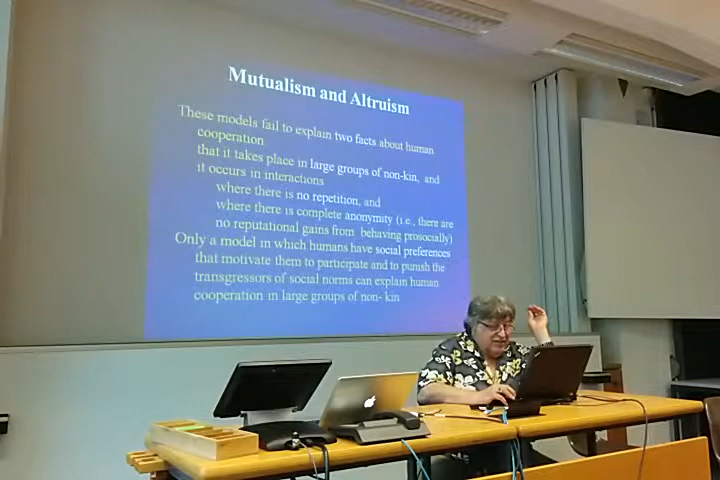 Mutualism and Altruism
These models fail to explain two facts about human
cooperation
that it takes place in large groups of non-kin, and
it occurs in interactions
where there is no repetition, and
where there is complete anonymity (i.e., there are
no reputational gains from behaving prosocially)
Only a model in which humans have social preferences
that motivate them to participate and to punish the
transgressors of social norms can explain human
cooperation in large groups of non- kin